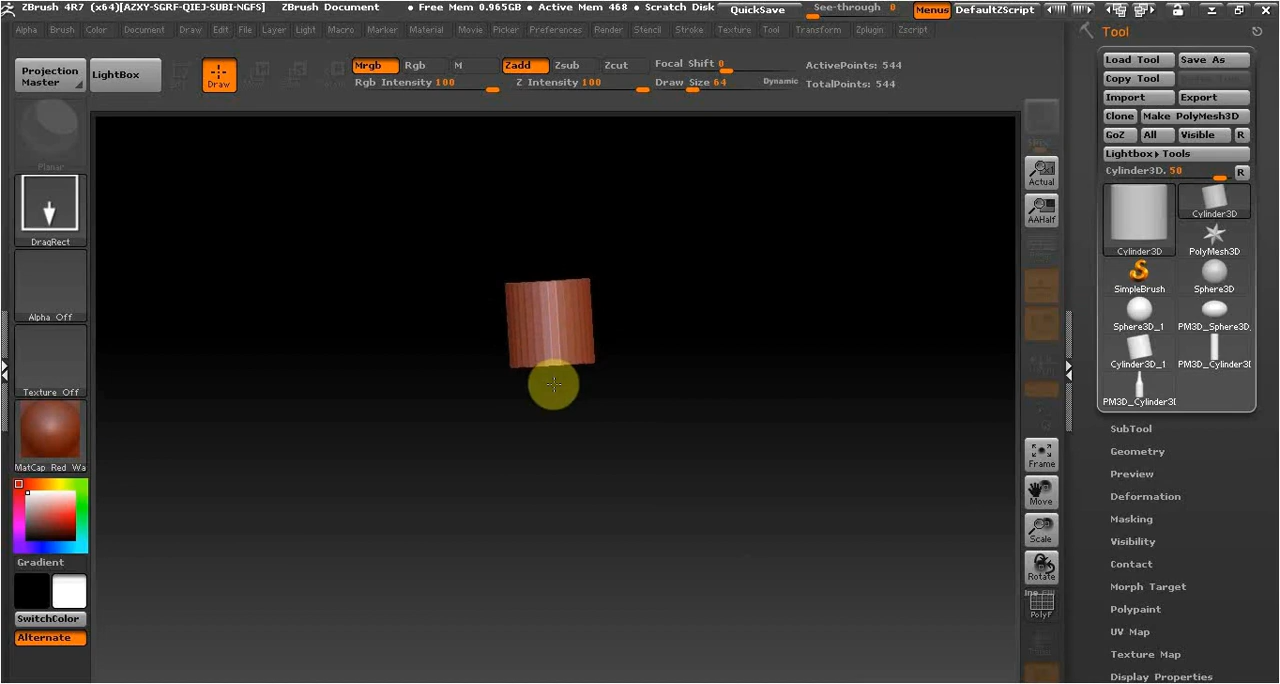 ZBrush 4R7 (x64)[AZXY-SGRF-QIEJ-SUBI-NGFS] ZBrush Document • Free Mem 0.965GB • Active Mem 468 • Scratch Disk QuickSave See-through 0 Menus DefaultZScript
Alpha Brush Color Document Draw Edit File Layer Light Macro Marker Material Movie Picker Preferences Render Stencil Stroke Texture Tool Transform Zplugin Zscript
Tool
Projection Master
LightBox
Draw
Mrgb Rgb M Zadd Zsub Zcut Focal Shift 0 ActivePoints: 544
Rgb Intensity 100 Z Intensity 100 Draw Size 64 Dynamic TotalPoints: 544
Load Tool Save As
Copy Tool
Import Export
Clone Make PolyMesh3D
GoZ All Visible R
Lightbox▸Tools
Cylinder3D. 50 R
Cylinder3D Cylinder3D
PolyMesh3D
SimpleBrush Sphere3D
Sphere3D_1 PM3D_Sphere3D_
Cylinder3D_1 PM3D_Cylinder3D
PM3D_Cylinder3D
SubTool
Geometry
Preview
Deformation
Masking
Visibility
Contact
Morph Target
Polypaint
UV Map
Texture Map
Display Properties
Planar
DragRect
Alpha Off
Texture Off
MatCap Red Wa
Gradient
SwitchColor
Alternate
Actual
AAHalf
Frame
Move
Scale
Rotate
PolyF